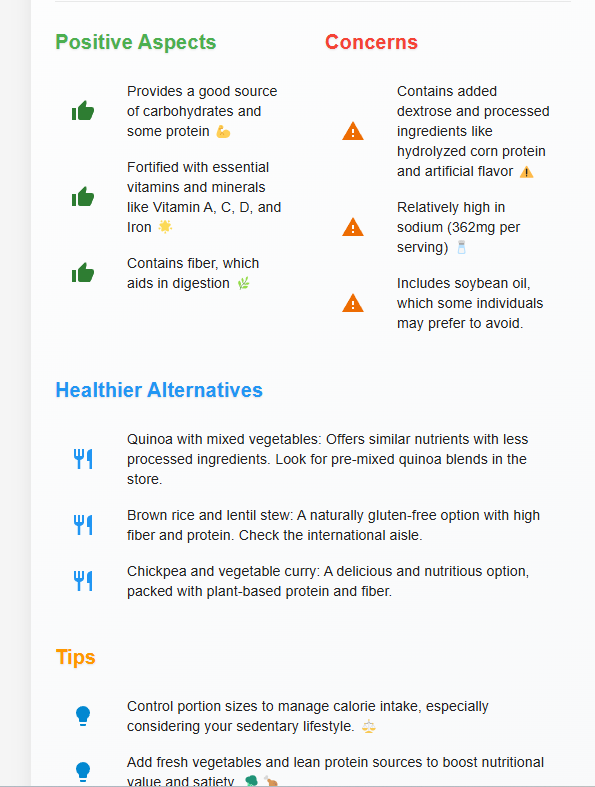 Positive Aspects
Provides a good source
of carbohydrates and
some protein 💪
Fortified with essential
vitamins and minerals
like Vitamin A, C, D, and
Iron 🌟
Contains fiber, which
aids in digestion 🌿
Concerns
Contains added
dextrose and processed
ingredients like
hydrolyzed corn protein
and artificial flavor ⚠️
Relatively high in
sodium (362mg per
serving) 🧂
Includes soybean oil,
which some individuals
may prefer to avoid.
Healthier Alternatives
Quinoa with mixed vegetables: Offers similar nutrients with less
processed ingredients. Look for pre-mixed quinoa blends in the
store.
Brown rice and lentil stew: A naturally gluten-free option with high
fiber and protein. Check the international aisle.
Chickpea and vegetable curry: A delicious and nutritious option,
packed with plant-based protein and fiber.
Tips
Control portion sizes to manage calorie intake, especially
considering your sedentary lifestyle. ⚖️
Add fresh vegetables and lean protein sources to boost nutritional
value and satiety. 🥦 🍗